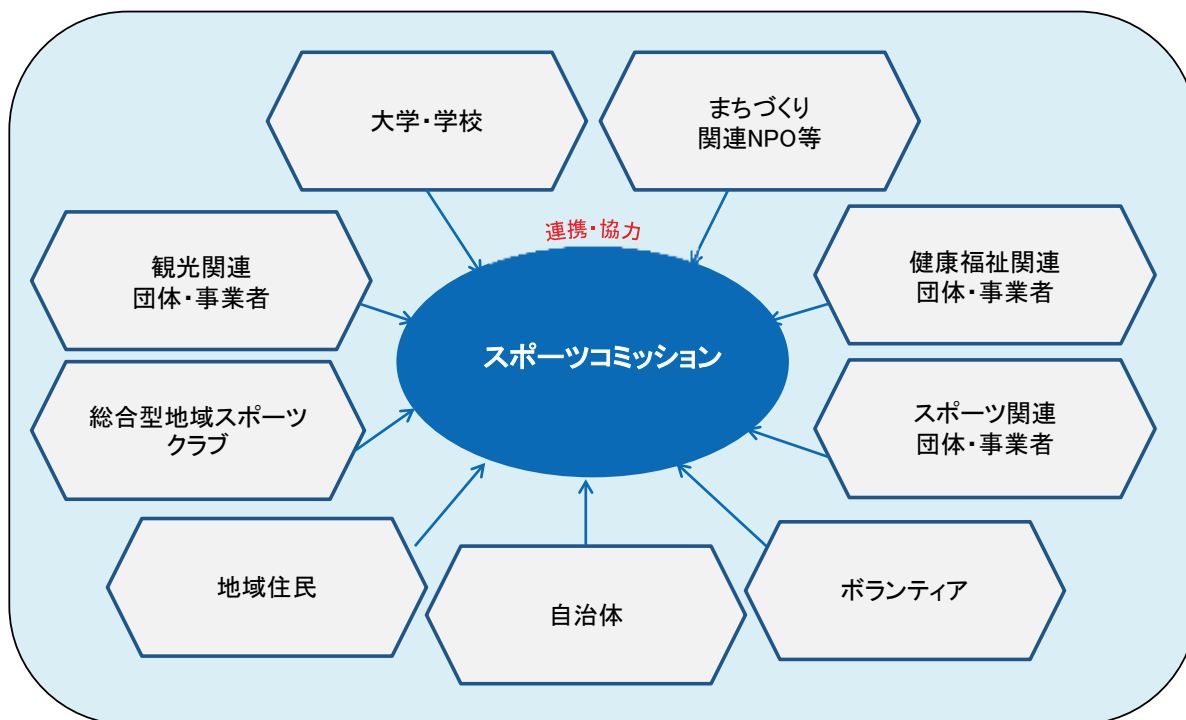 大学・学校
まちづくり
関連NPO等
連携・協力
観光関連
団体・事業者
健康福祉関連
団体・事業者
スポーツコミッション
総合型地域スポーツ
クラブ
スポーツ関連
団体・事業者
地域住民
自治体
ボランティア